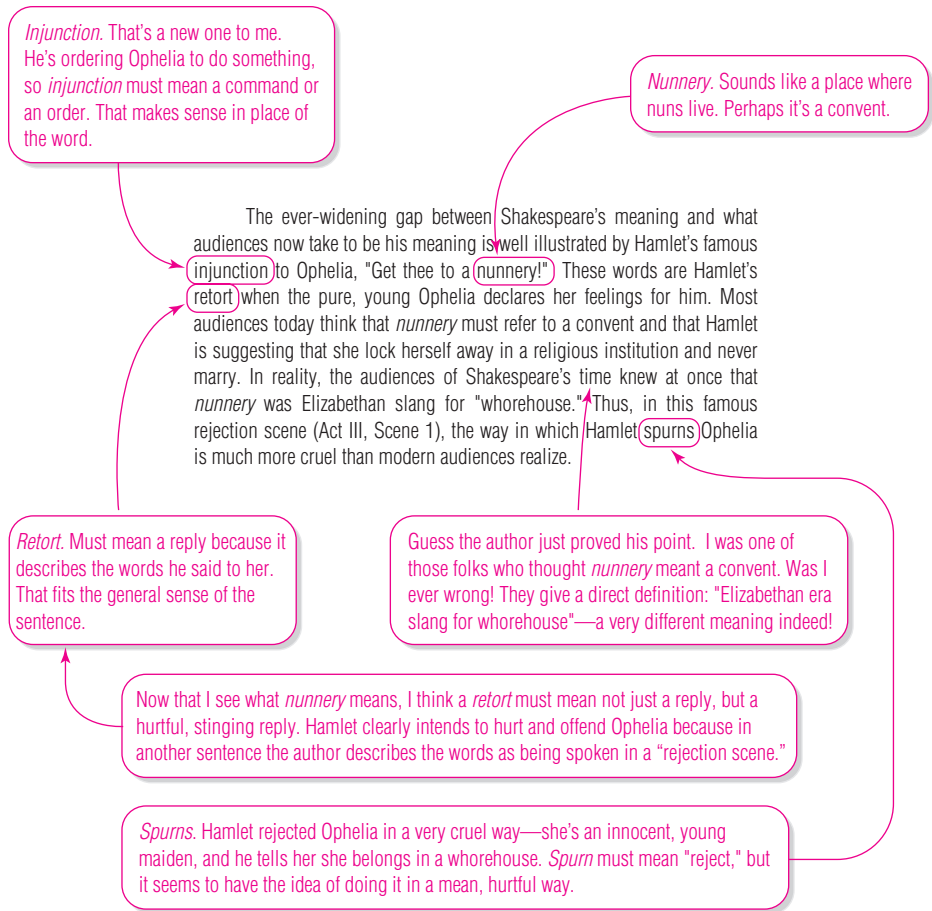 Injunction. That's a new one to me.
He's ordering Ophelia to do something,
so injunction must mean a command or
an order. That makes sense in place of
the word.
Nunnery. Sounds like a place where
nuns live. Perhaps it's a convent.
The ever-widening gap between Shakespeare's meaning and what
audiences now take to be his meaning is well illustrated by Hamlet's famous
injunction to Ophelia, "Get thee to a nunnery!" These words are Hamlet's
retort when the pure, young Ophelia declares her feelings for him. Most
audiences today think that nunnery must refer to a convent and that Hamlet
is suggesting that she lock herself away in a religious institution and never
marry. In reality, the audiences of Shakespeare's time knew at once that
nunnery was Elizabethan slang for "whorehouse." Thus, in this famous
rejection scene (Act III, Scene 1), the way in which Hamlet spurns Ophelia
is much more cruel than modern audiences realize.
Retort. Must mean a reply because it
describes the words he said to her.
That fits the general sense of the
sentence.
Guess the author just proved his point. I was one of
those folks who thought nunnery meant a convent. Was I
ever wrong! They give a direct definition: "Elizabethan era
slang for whorehouse"—a very different meaning indeed!
Now that I see what nunnery means, I think a retort must mean not just a reply, but a
hurtful, stinging reply. Hamlet clearly intends to hurt and offend Ophelia because in
another sentence the author describes the words as being spoken in a “rejection scene.”
Spurns. Hamlet rejected Ophelia in a very cruel way—she's an innocent, young
maiden, and he tells her she belongs in a whorehouse. Spurn must mean "reject," but
it seems to have the idea of doing it in a mean, hurtful way.